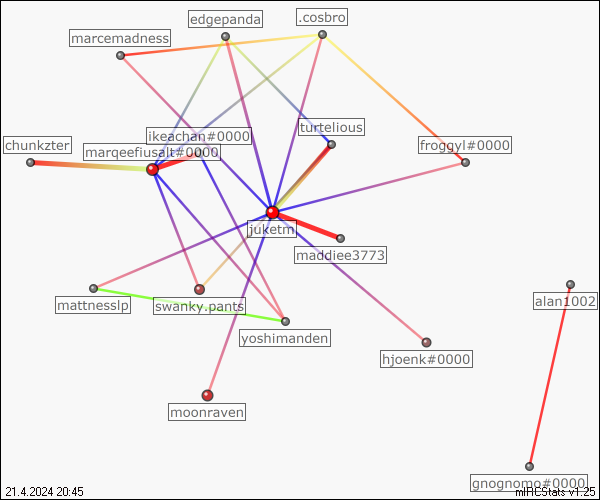 edgepanda
.cosbro
marcemadness
turtelious
ikeachan#0000
chunkzter
margeefiusalt#0000
froggyl#0000
juketm
maddiee3773
mattnesslp
swanky.pants
alan1002
yoshimanden
hjoenk#0000
moonraven
gnognomo#0000
21.4.2024 20:45
mIRCStats v1.25